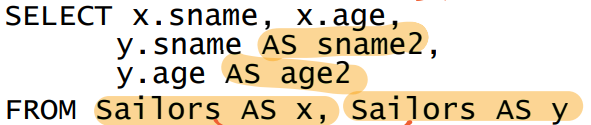 SELECT x.sname, x.age,
y.sname AS sname2,
y.age AS age2
FROM Sailors AS x, Sailors AS y